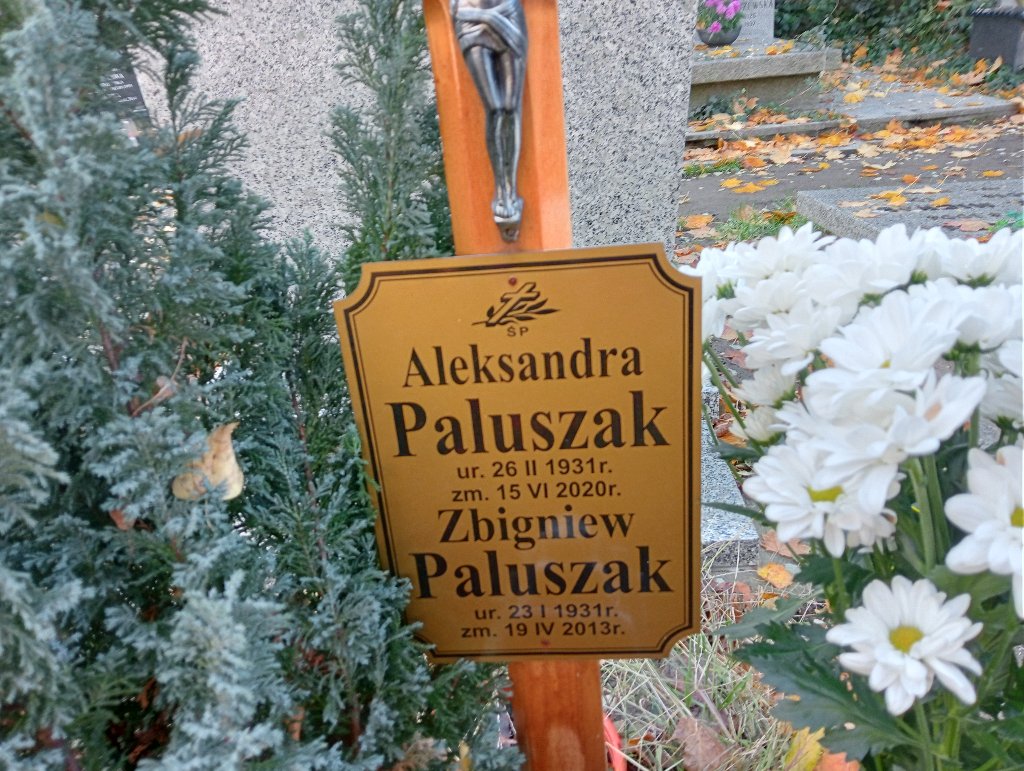 ŚP
Aleksandra
Paluszak
ur. 26 II 1931r.
zm. 15 VI 2020r.
Zbigniew
Paluszak
ur. 23 I 1931r.
zm. 19 IV 2013r.